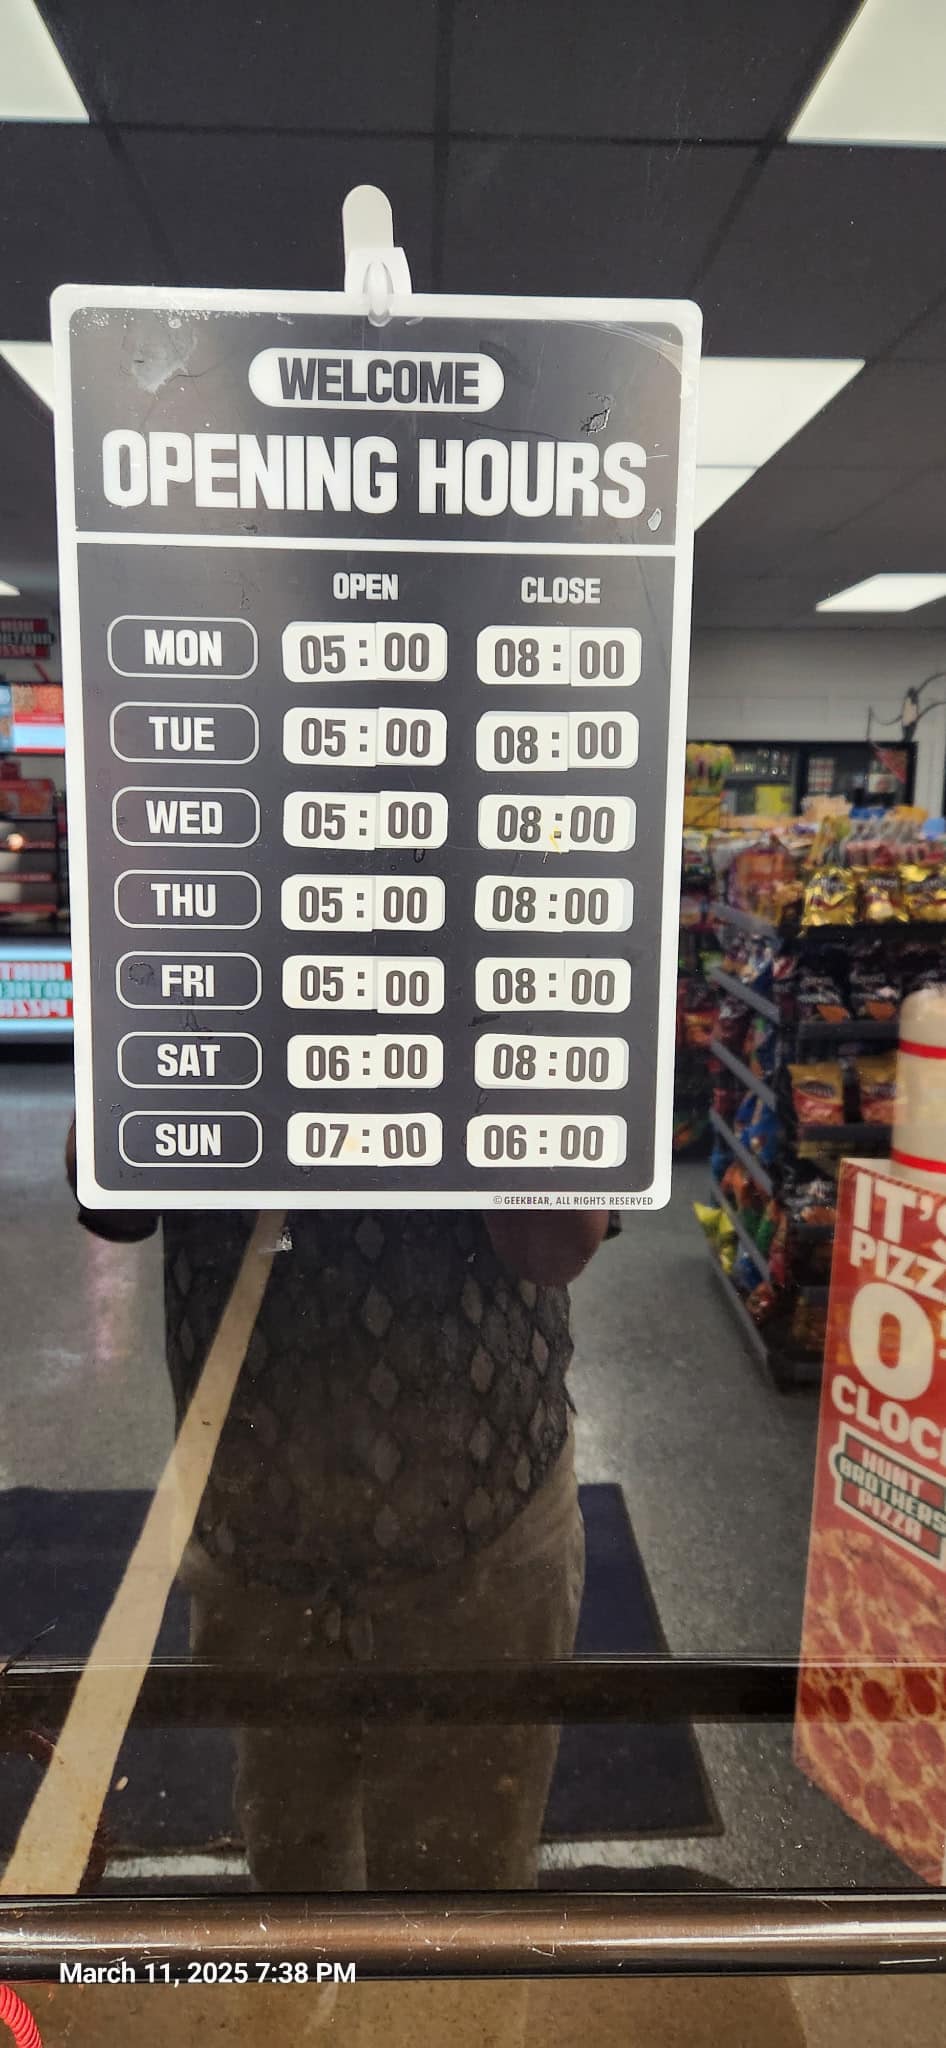 WELCOME
OPENING HOURS
OPEN CLOSE
MON 05:00 08:00
TUE 05:00 08:00
WED 05:00 08:00
THU 05:00 08:00
FRI 05:00 08:00
SAT 06:00 08:00
SUN 07:00 06:00
© GEEKBEAR, ALL RIGHTS RESERVED
IT'S
PIZZ
O'
CLOC
HUNT
BROTHERS
PIZZA
March 11, 2025 7:38 PM